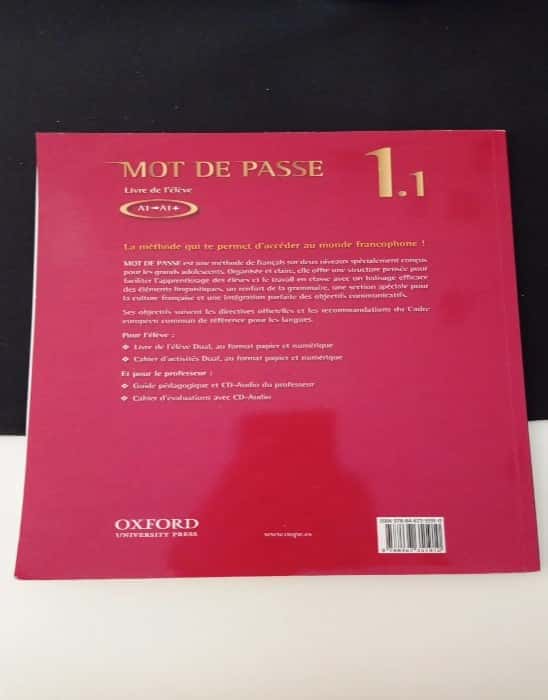 MOT DE PASSE 1.1
Livre de l'élève
A1→A1+
La méthode qui te permet d'accéder au monde francophone !
MOT DE PASSE est une méthode de français sur deux niveaux spécialement conçus
pour les grands adolescents. Organisée et claire, elle offre une structure pensée pour
faciliter l'apprentissage des élèves et le travail en classe avec un balisage efficace
des éléments linguistiques, un renfort de la grammaire, une section spéciale pour
la culture française et une intégration parfaite des objectifs communicatifs.
Ses objectifs suivent les directives officielles et les recommandations du Cadre
européen commun de référence pour les langues.
Pour l'élève :
❖ Livre de l'élève Dual, au format papier et numérique
❖ Cahier d'activités Dual, au format papier et numérique
Et pour le professeur :
❖ Guide pédagogique et CD-Audio du professeur
❖ Cahier d'évaluations avec CD-Audio
OXFORD
UNIVERSITY PRESS
www.oupe.es
ISBN